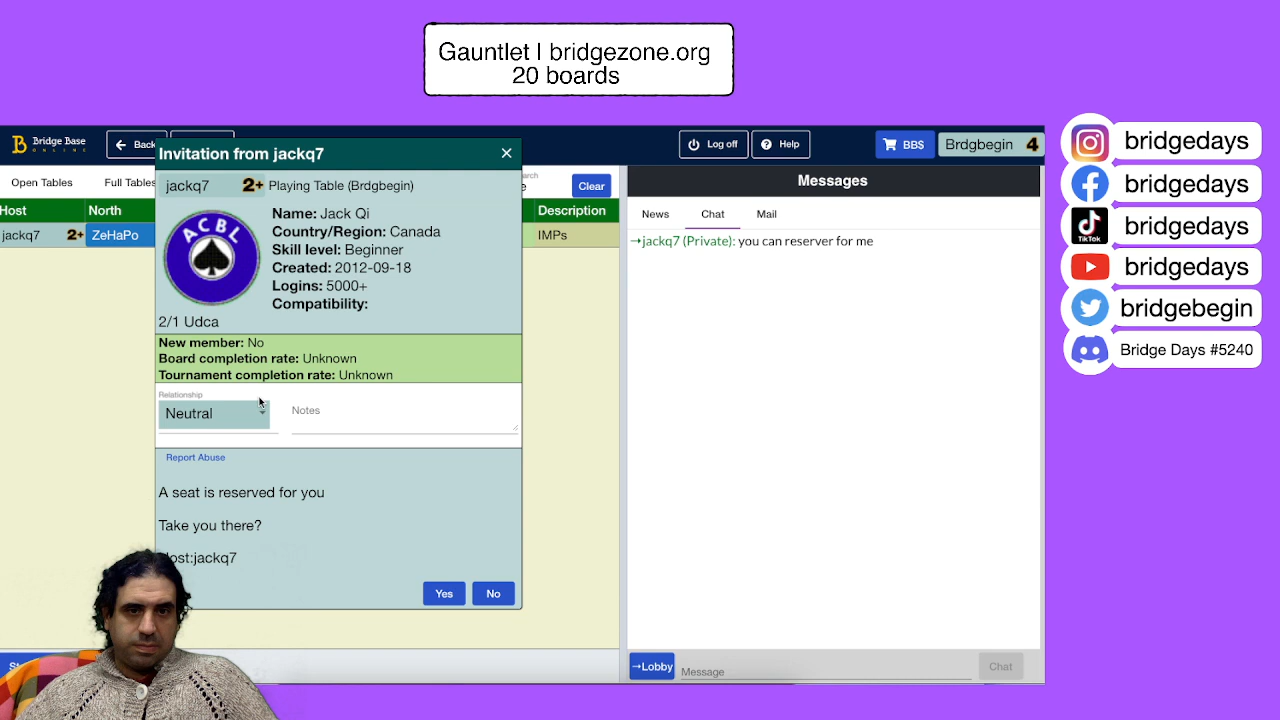 Gauntlet I bridgezone.org
20 boards
B Bridge Base
ONLINE
Back
Log off
Help
BB$
Brdgbegin 4
Invitation from jackq7
jackq7 2+ Playing Table (Brdgbegin)
Name: Jack Qi
Country/Region: Canada
Skill level: Beginner
Created: 2012-09-18
Logins: 5000+
Compatibility:
ACBL
2/1 Udca
New member: No
Board completion rate: Unknown
Tournament completion rate: Unknown
Relationship
Neutral
Notes
Report Abuse
A seat is reserved for you
Take you there?
Host:jackq7
Yes
No
Open Tables
Full Tables
Clear
Host
North
Description
jackq7 2+
ZeHaPo
IMPs
Messages
News
Chat
Mail
→jackq7 (Private): you can reserver for me
→Lobby
Message
Chat
bridgedays
bridgedays
TikTok
bridgedays
bridgedays
bridgebegin
Bridge Days #5240